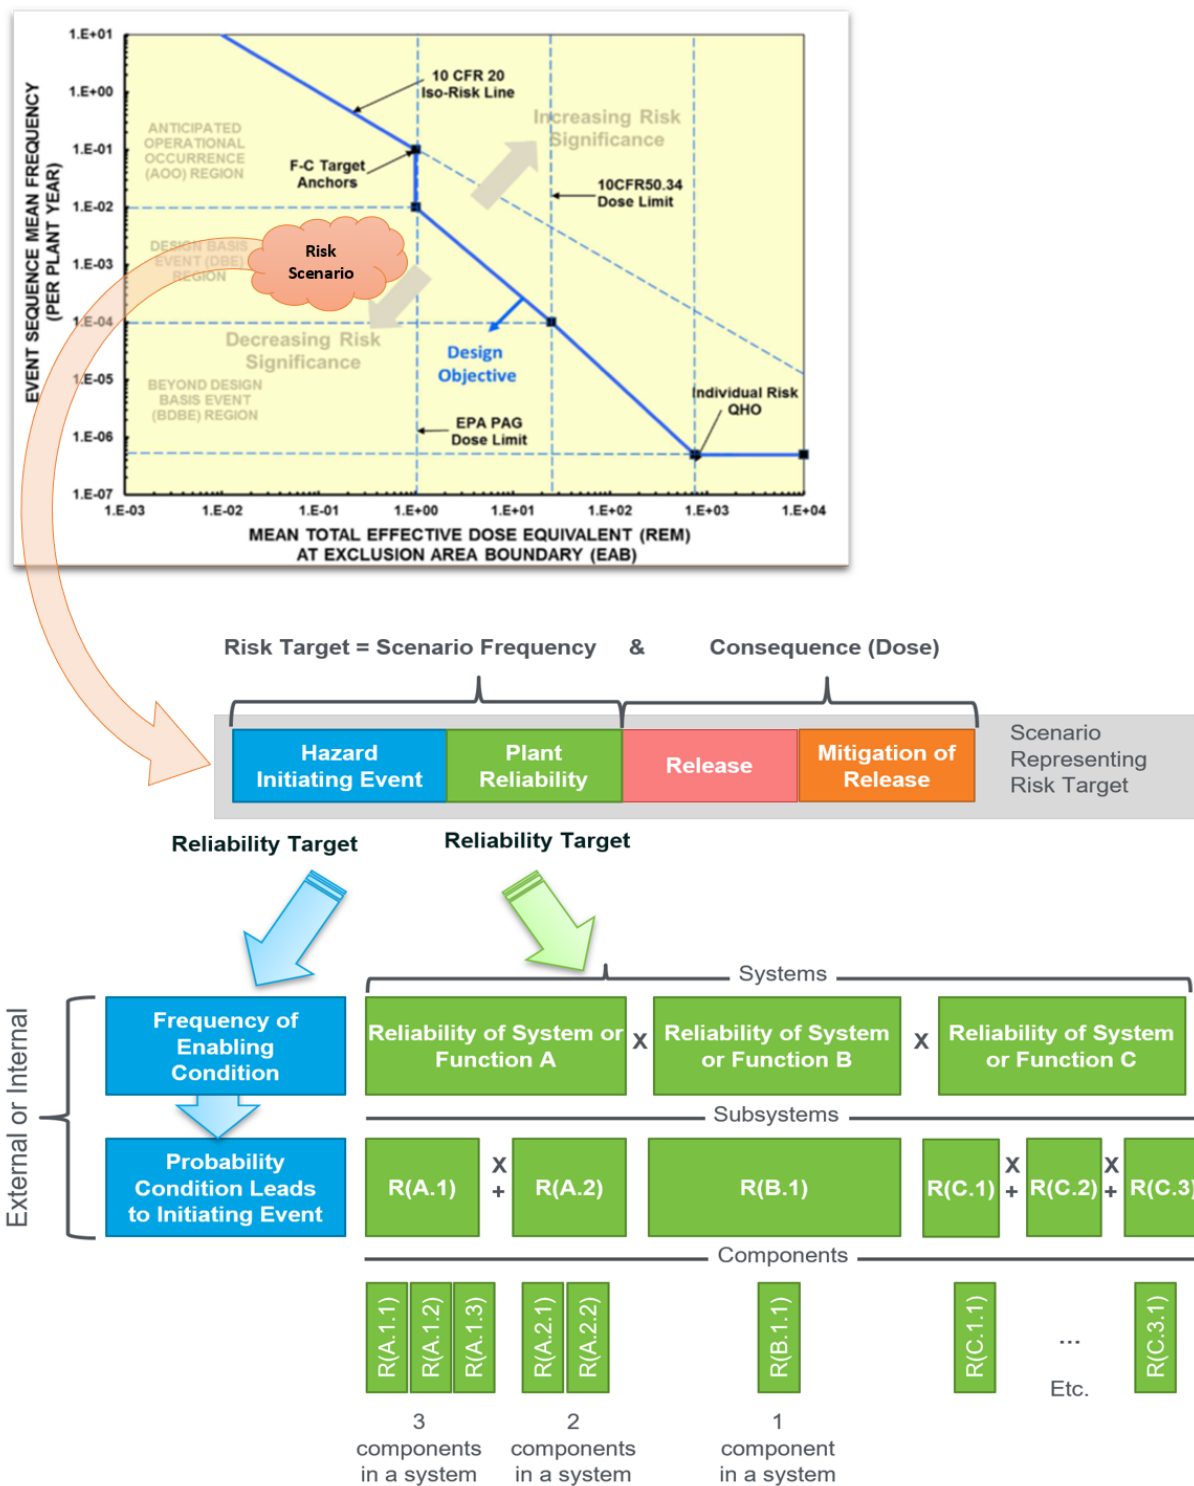 EVENT SEQUENCE MEAN FREQUENCY
(PER PLANT YEAR)
1.E+01
1.E+00
1.E-01
1.E-02
1.E-03
1.E-04
1.E-05
1.E-06
1.E-07
10 CFR 20
Iso-Risk Line
Increasing Risk
Significance
ANTICIPATED
OPERATIONAL
OCCURRENCE
(AOO) REGION
F-C Target
Anchors
10CFR50.34
Dose Limit
DESIGN BASIS
EVENT (DBE)
REGION
Risk
Scenario
Decreasing Risk
Significance
Design
Objective
BEYOND DESIGN
BASIS EVENT
(BDBE) REGION
Individual Risk
QHO
EPA PAG
Dose Limit
1.E-03
1.E-02
1.E-01
1.E+00
1.E+01
1.E+02
1.E+03
1.E+04
MEAN TOTAL EFFECTIVE DOSE EQUIVALENT (REM)
AT EXCLUSION AREA BOUNDARY (EAB)
Risk Target = Scenario Frequency & Consequence (Dose)
Hazard
Initiating Event
Plant
Reliability
Release
Mitigation of
Release
Scenario
Representing
Risk Target
Reliability Target
Reliability Target
Systems
External or Internal
Frequency of
Enabling
Condition
Reliability of System or
Function A
X
Reliability of System
or Function B
X
Reliability of System
or Function C
Subsystems
Probability
Condition Leads
to Initiating Event
R(A.1)
X
+
R(A.2)
R(B.1)
R(C.1)
X
+
R(C.2)
X
+
R(C.3)
Components
R(A.1.1)
R(A.1.2)
R(A.1.3)
R(A.2.1)
R(A.2.2)
R(B.1.1)
R(C.1.1)
...
Etc.
R(C.3.1)
3
components
in a system
2
components
in a system
1
component
in a system